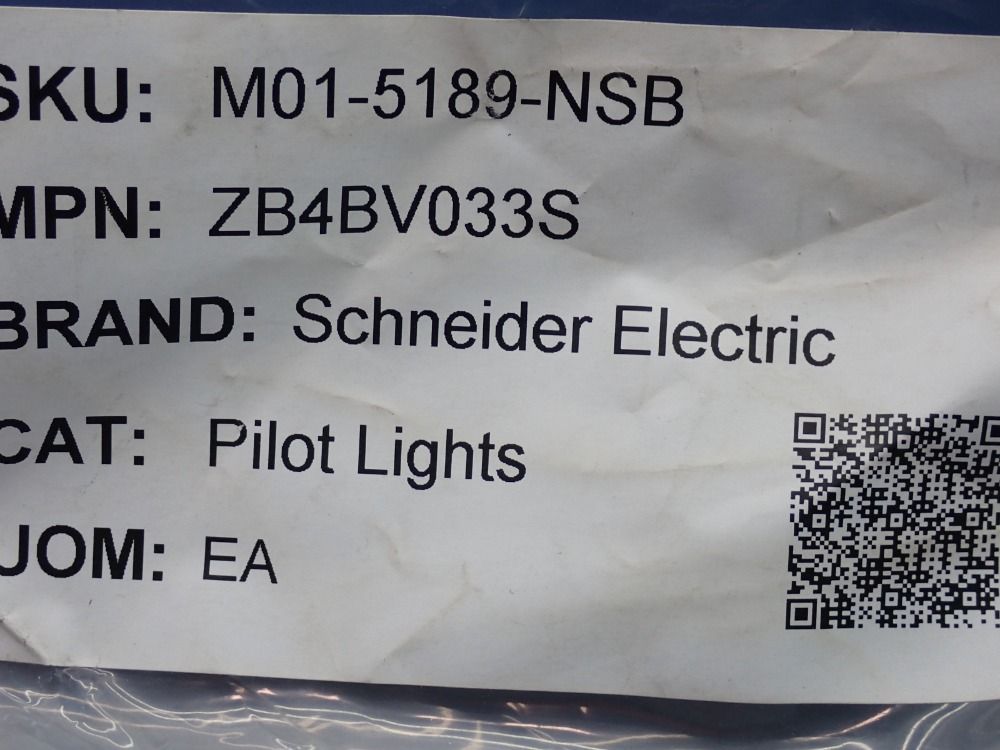 SKU: M01-5189-NSB
MPN: ZB4BV033S
BRAND: Schneider Electric
CAT: Pilot Lights
UOM: EA